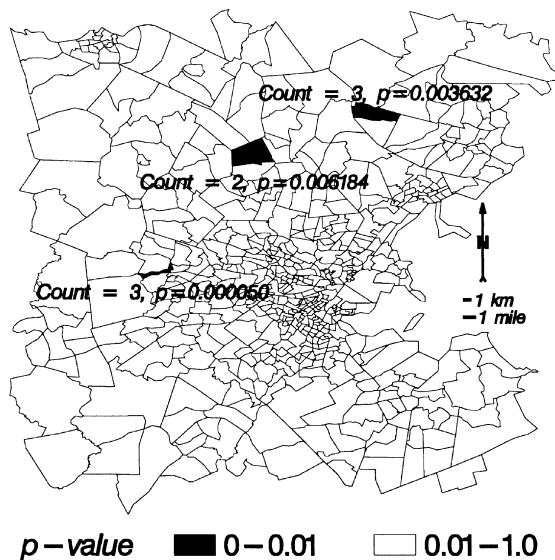 Count = 3, p=0.003632
Count = 2, p=0.006184
N
Count = 3, p=0.000050
1 km
1 mile
p-value 0-0.01 0.01-1.0